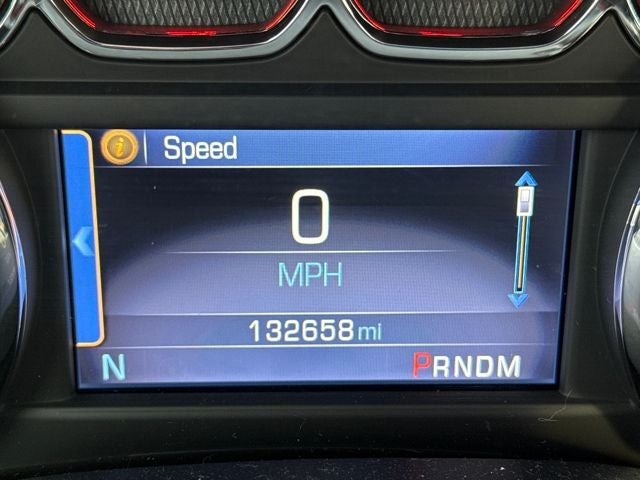 i Speed
0
MPH
132658 mi
N PRNDM